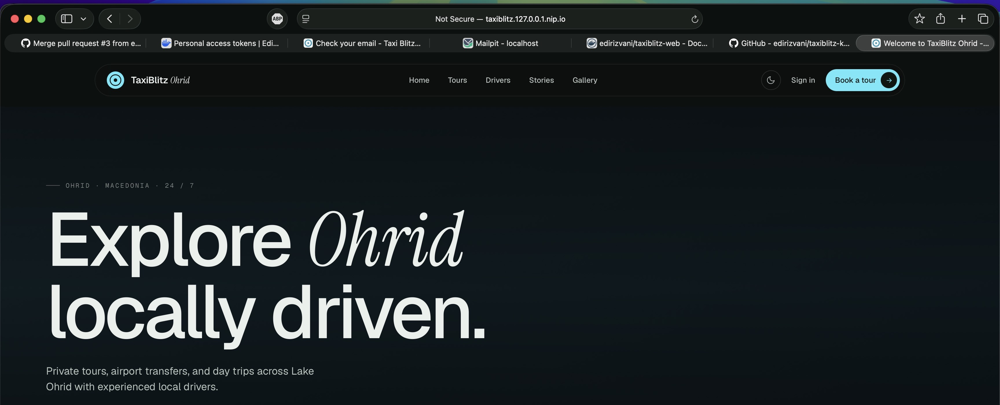 ABP
Not Secure — taxiblitz.127.0.0.1.nip.io
Merge pull request #3 from e...
Personal access tokens | Edi...
Check your email - Taxi Blitz...
Mailpit - localhost
edirizvani/taxiblitz-web - Doc...
GitHub - edirizvani/taxiblitz-k...
Welcome to TaxiBlitz Ohrid -...
TaxiBlitz Ohrid
Home
Tours
Drivers
Stories
Gallery
Sign in
Book a tour →
OHRID · MACEDONIA · 24 / 7
Explore Ohrid
locally driven.
Private tours, airport transfers, and day trips across Lake
Ohrid with experienced local drivers.